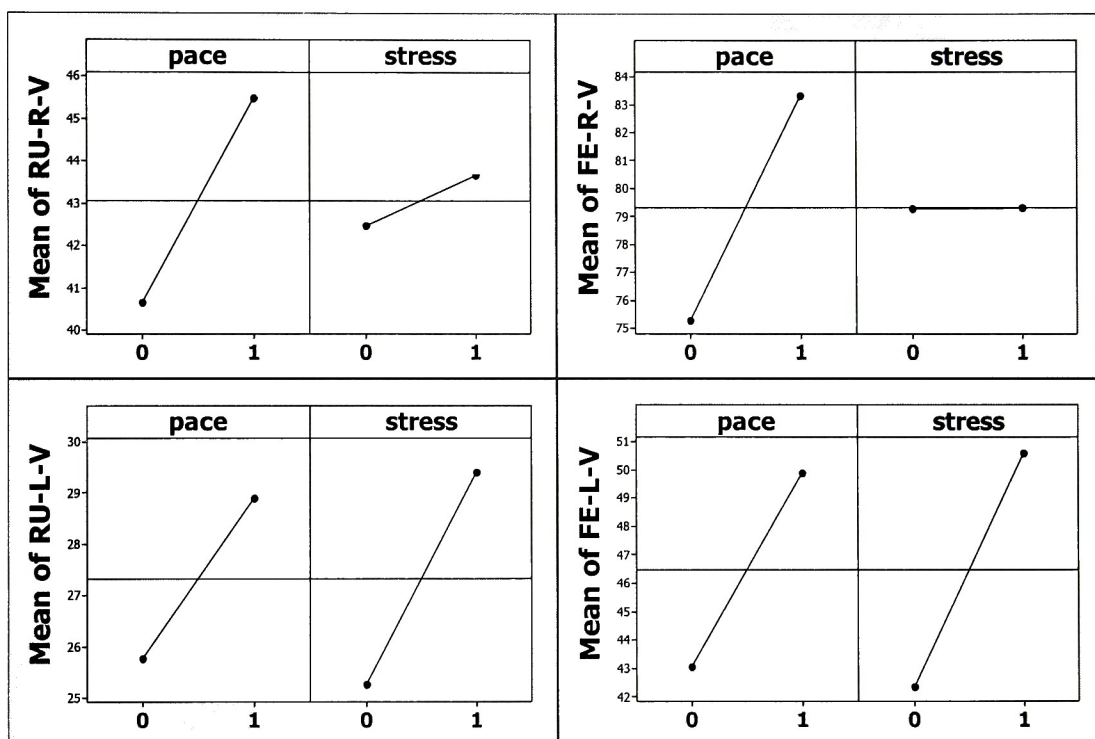 pace stress
Mean of RU-R-V
46
45
44
43
42
41
40
0 1 0 1
pace stress
Mean of FE-R-V
84
83
82
81
80
79
78
77
76
75
0 1 0 1
pace stress
Mean of RU-L-V
30
29
28
27
26
25
0 1 0 1
pace stress
Mean of FE-L-V
51
50
49
48
47
46
45
44
43
42
0 1 0 1